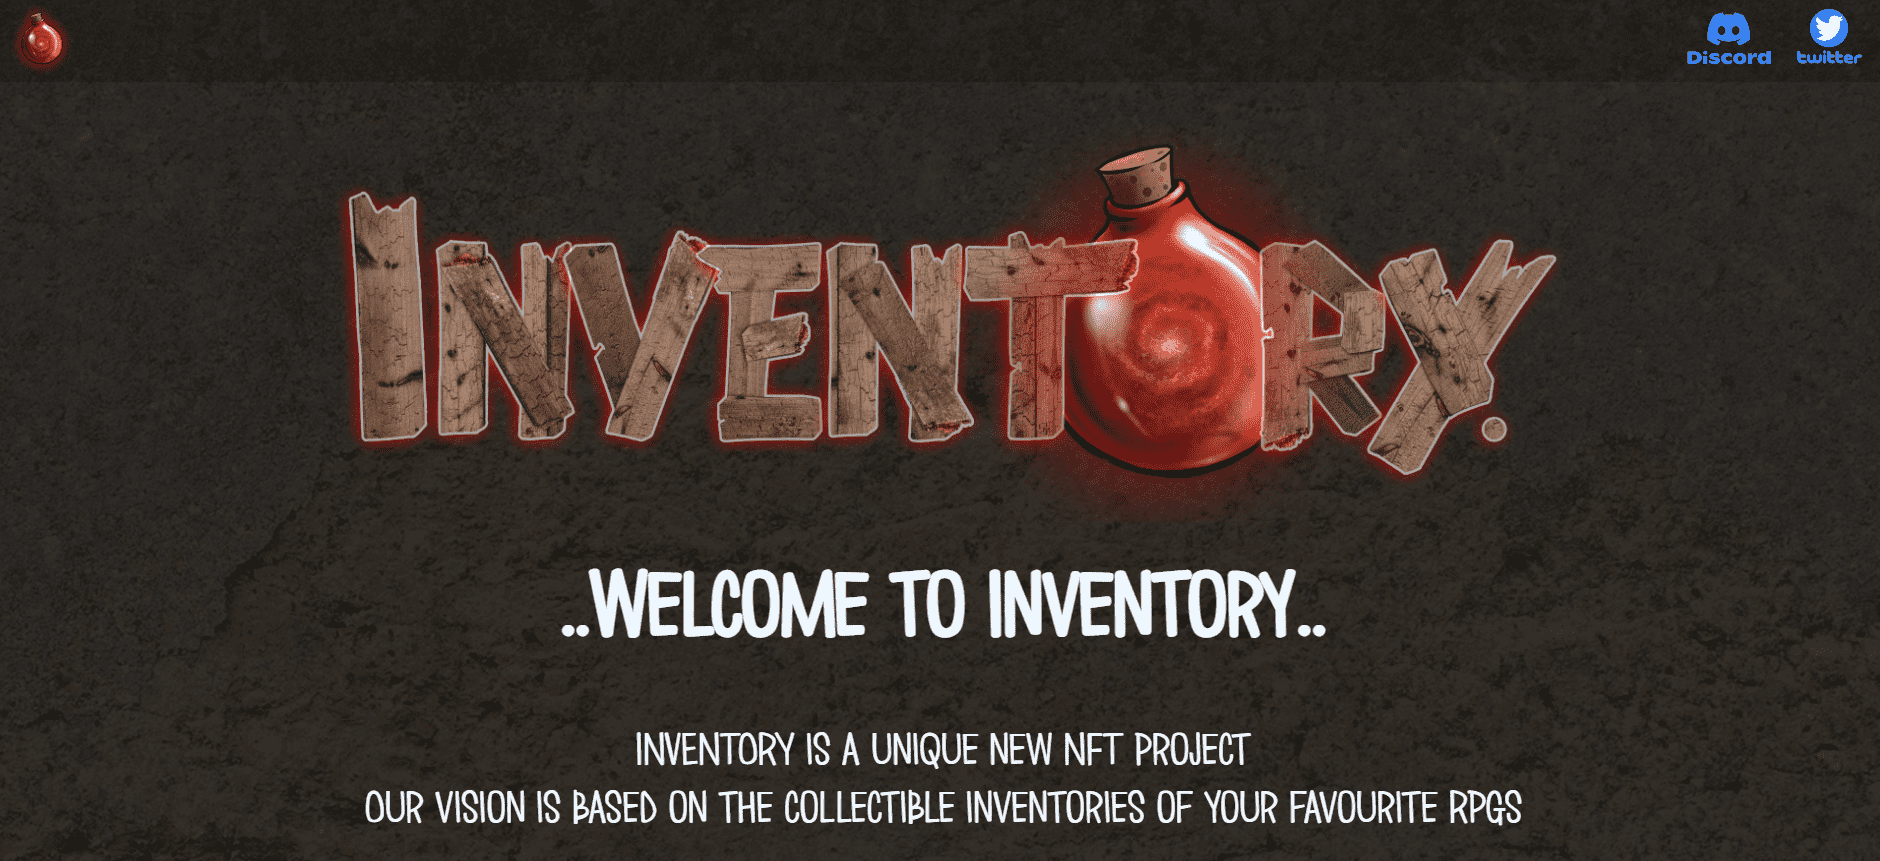 Discord
twitter
INVENTORY.
..WELCOME TO INVENTORY..
INVENTORY IS A UNIQUE NEW NFT PROJECT
OUR VISION IS BASED ON THE COLLECTIBLE INVENTORIES OF YOUR FAVOURITE RPGS